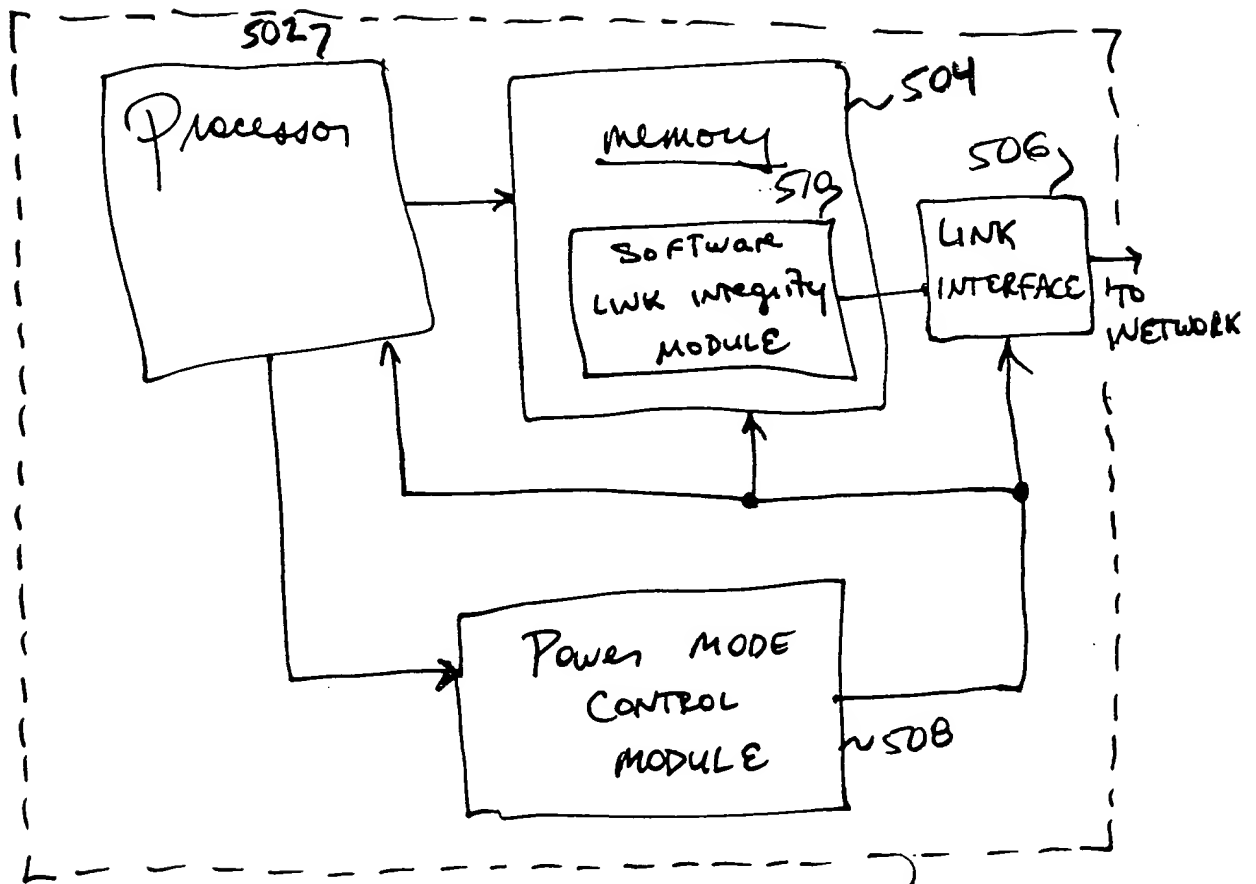 502
Processor
504
memory
510
SOFTware
LINK INTEgrity
MODULE
506
LINK
INTERFACE
TO
NETWORK
Power MODE
CONTROL
MODULE
508